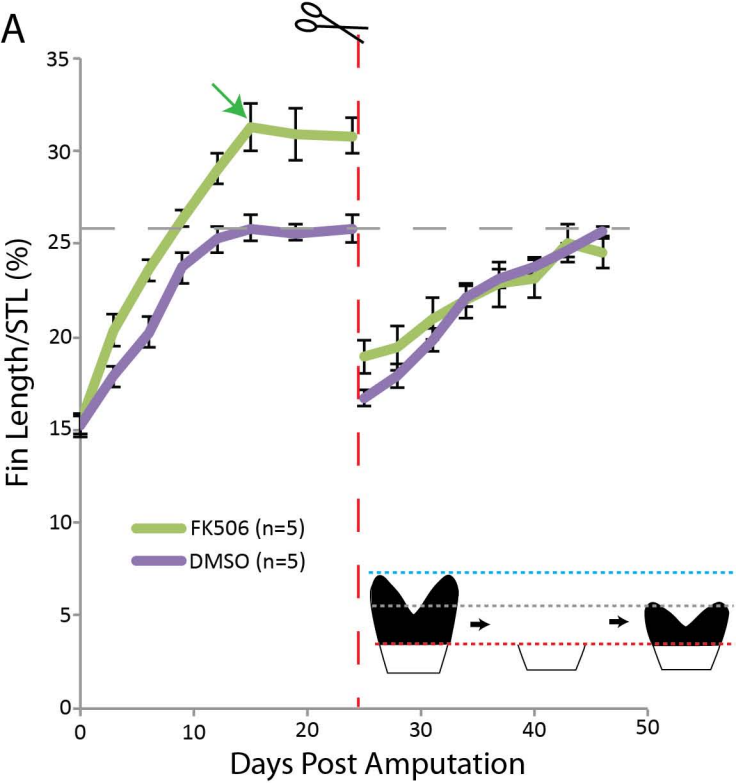 A
35
30
25
20
15
10
5
0
Fin Length/STL (%)
FK506 (n=5)
DMSO (n=5)
0 10 20 30 40 50
Days Post Amputation